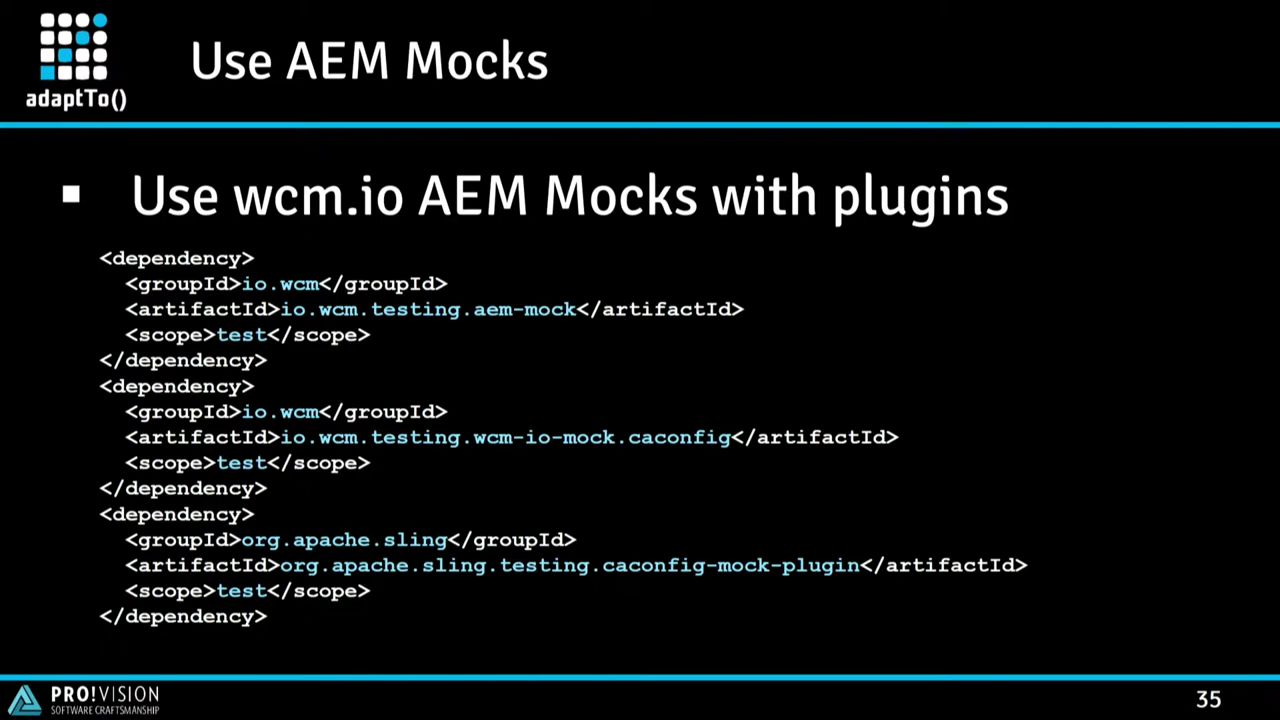 adaptTo()
Use AEM Mocks
▪ Use wcm.io AEM Mocks with plugins
<dependency>
  <groupId>io.wcm</groupId>
  <artifactId>io.wcm.testing.aem-mock</artifactId>
  <scope>test</scope>
</dependency>
<dependency>
  <groupId>io.wcm</groupId>
  <artifactId>io.wcm.testing.wcm-io-mock.caconfig</artifactId>
  <scope>test</scope>
</dependency>
<dependency>
  <groupId>org.apache.sling</groupId>
  <artifactId>org.apache.sling.testing.caconfig-mock-plugin</artifactId>
  <scope>test</scope>
</dependency>
PRO!VISION
SOFTWARE CRAFTSMANSHIP
35